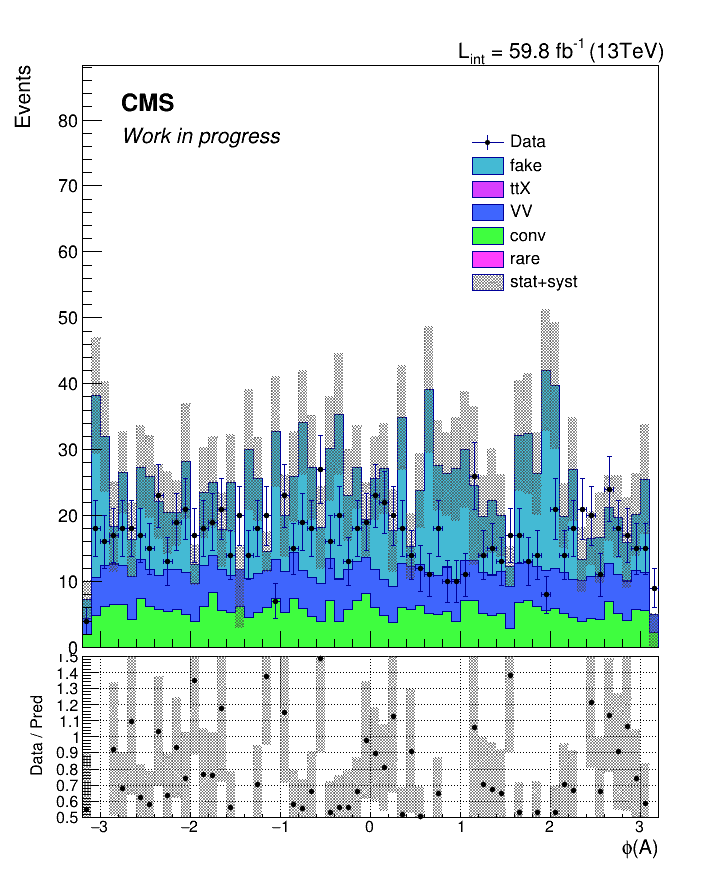 L_int = 59.8 fb^-1 (13TeV)
Events
CMS
Work in progress
Data
fake
ttX
VV
conv
rare
stat+syst
80
70
60
50
40
30
20
10
0
Data / Pred
1.5
1.4
1.3
1.2
1.1
1
0.9
0.8
0.7
0.6
0.5
−3 −2 −1 0 1 2 3
ϕ(A)